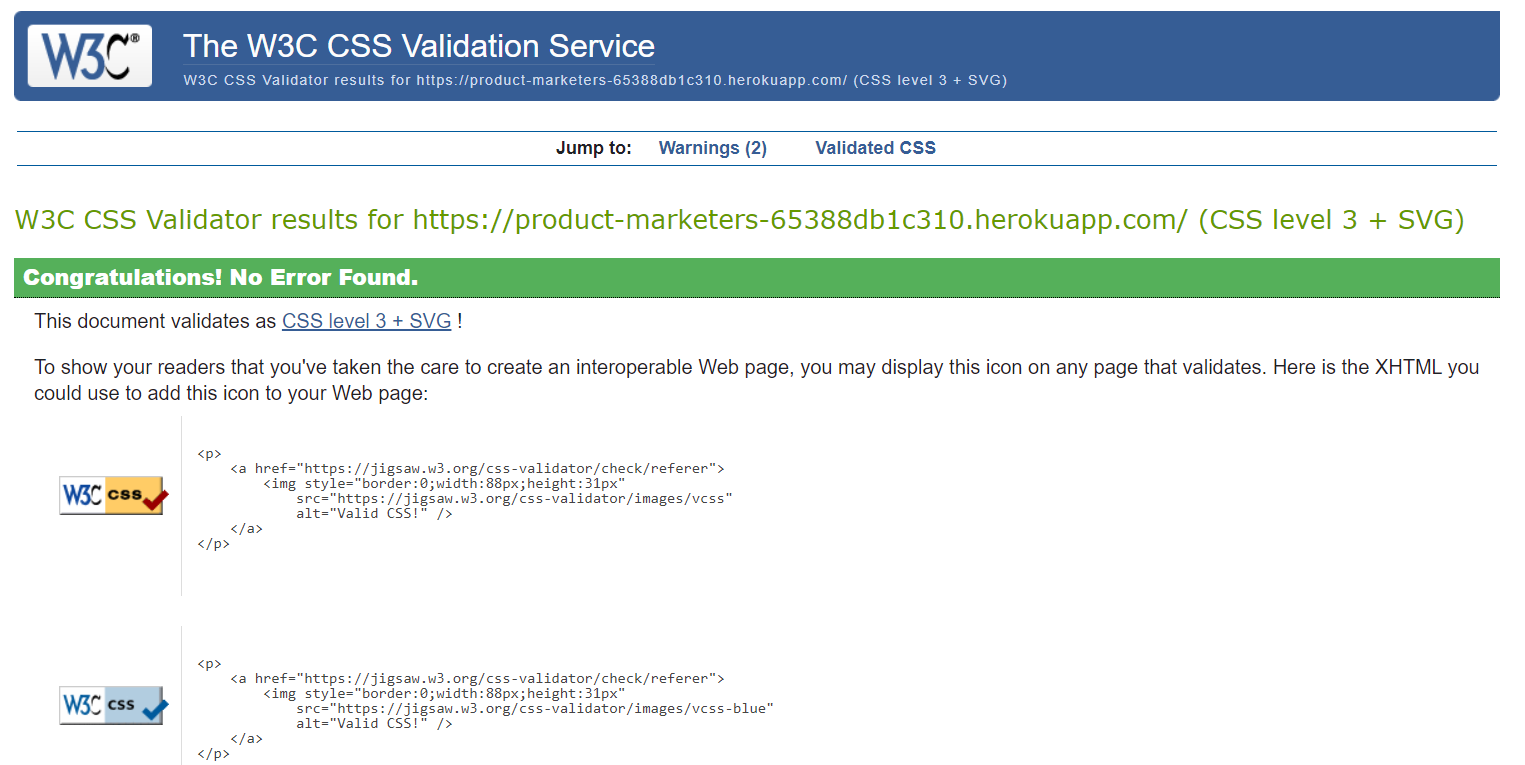 W3C®
The W3C CSS Validation Service
W3C CSS Validator results for https://product-marketers-65388db1c310.herokuapp.com/ (CSS level 3 + SVG)
Jump to: Warnings (2) Validated CSS
W3C CSS Validator results for https://product-marketers-65388db1c310.herokuapp.com/ (CSS level 3 + SVG)
Congratulations! No Error Found.
This document validates as CSS level 3 + SVG !
To show your readers that you've taken the care to create an interoperable Web page, you may display this icon on any page that validates. Here is the XHTML you
could use to add this icon to your Web page:
<p>
<a href="https://jigsaw.w3.org/css-validator/check/referer">
<img style="border:0;width:88px;height:31px"
W3C css
src="https://jigsaw.w3.org/css-validator/images/vcss"
alt="Valid CSS!" />
</a>
</p>
<p>
<a href="https://jigsaw.w3.org/css-validator/check/referer">
<img style="border:0;width:88px;height:31px"
W3C css
src="https://jigsaw.w3.org/css-validator/images/vcss-blue"
alt="Valid CSS!" />
</a>
</p>